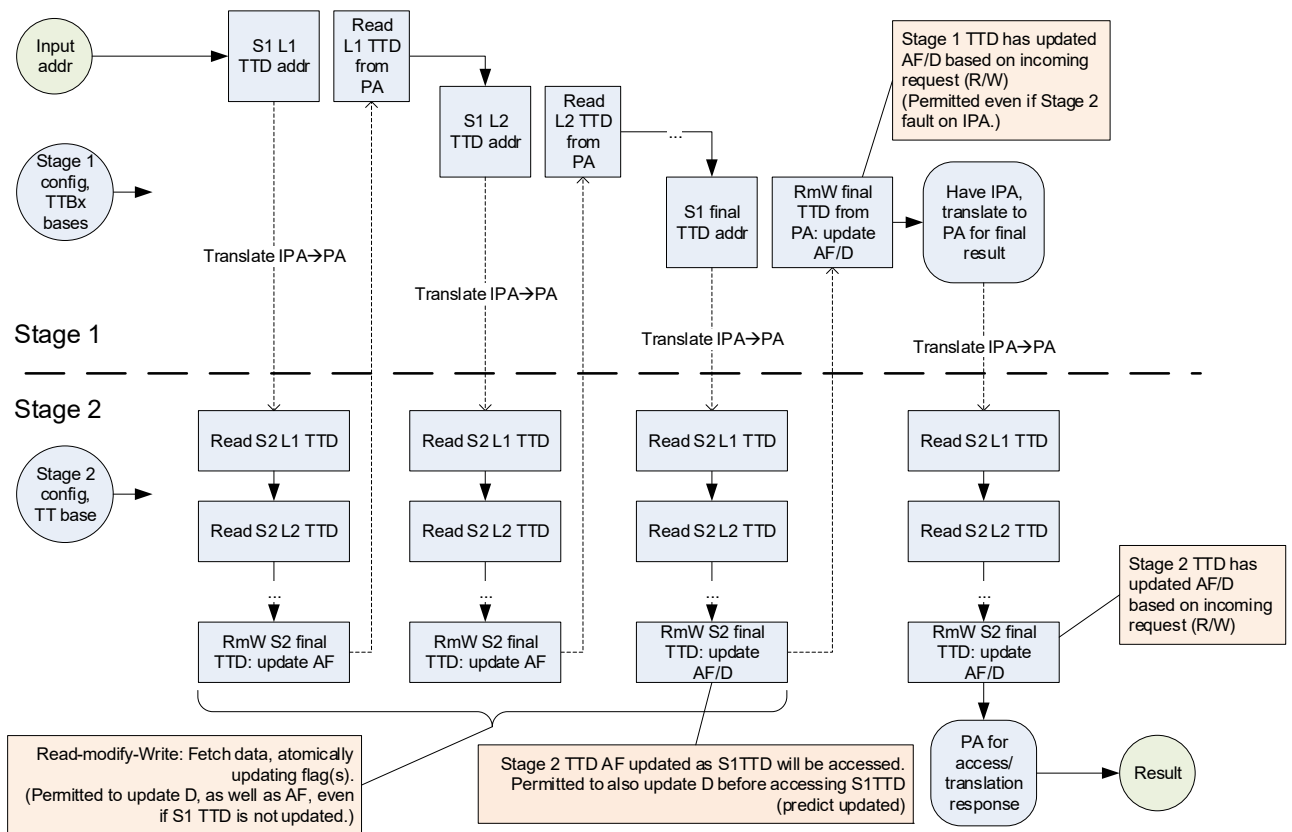 Input
addr
S1 L1
TTD addr
Read
L1 TTD
from
PA
Stage 1 TTD has updated
AF/D based on incoming
request (R/W)
(Permitted even if Stage 2
fault on IPA.)
S1 L2
TTD addr
Read
L2 TTD
from
PA
...
Stage 1
config,
TTBx
bases
S1 final
TTD addr
RmW final
TTD from
PA: update
AF/D
Have IPA,
translate to
PA for final
result
Translate IPA→PA
Translate IPA→PA
Translate IPA→PA
Translate IPA→PA
Stage 1
Stage 2
Stage 2
config,
TT base
Read S2 L1 TTD
Read S2 L2 TTD
...
RmW S2 final
TTD: update AF
Read S2 L1 TTD
Read S2 L2 TTD
...
RmW S2 final
TTD: update AF
Read S2 L1 TTD
Read S2 L2 TTD
...
RmW S2 final
TTD: update
AF/D
Read S2 L1 TTD
Read S2 L2 TTD
...
RmW S2 final
TTD: update
AF/D
Stage 2 TTD has
updated AF/D
based on incoming
request (R/W)
Read-modify-Write: Fetch data, atomically
updating flag(s).
(Permitted to update D, as well as AF, even
if S1 TTD is not updated.)
Stage 2 TTD AF updated as S1TTD will be accessed.
Permitted to also update D before accessing S1TTD
(predict updated)
PA for
access/
translation
response
Result